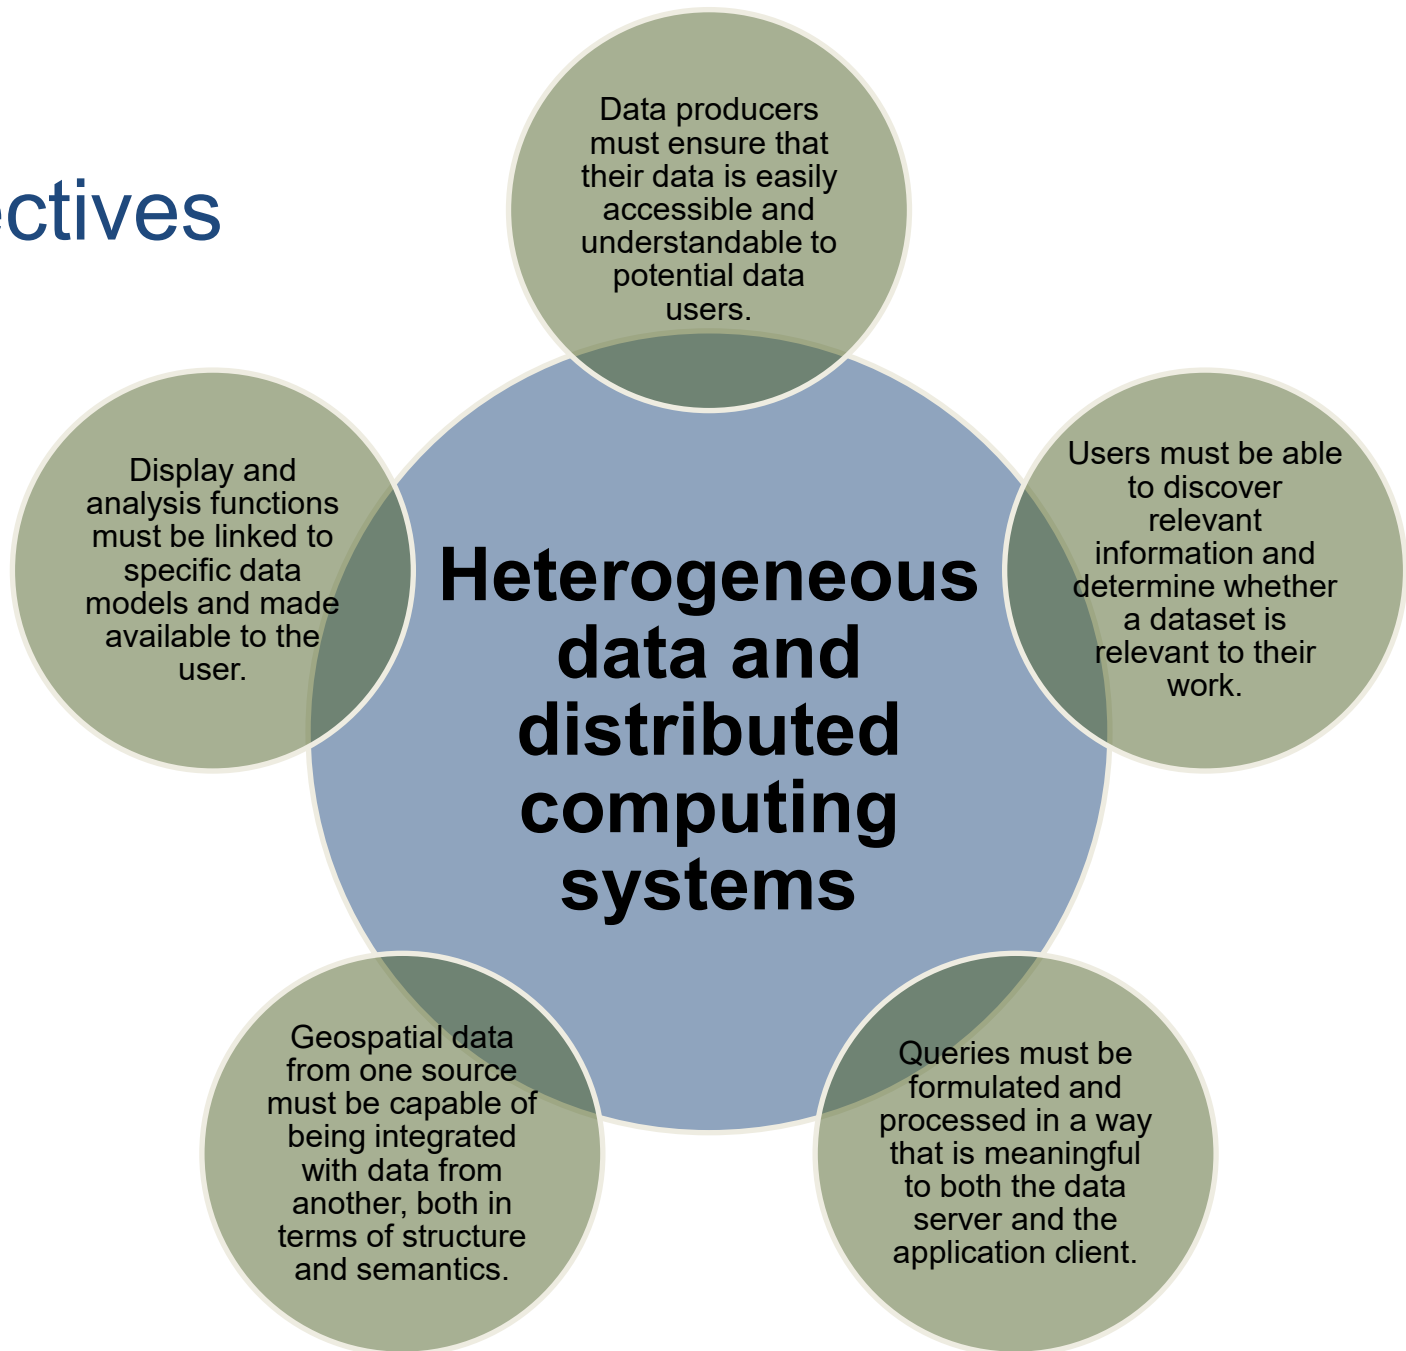 Data producers
must ensure that
their data is easily
accessible and
understandable to
potential data
users.
ectives
Users must be able
to discover
relevant
information and
determine whether
a dataset is
relevant to their
work.
Display and
analysis functions
must be linked to
specific data
models and made
available to the
user.
Heterogeneous
data and
distributed
computing
systems
Geospatial data
from one source
must be capable of
being integrated
with data from
another, both in
terms of structure
and semantics.
Queries must be
formulated and
processed in a way
that is meaningful
to both the data
server and the
application client.